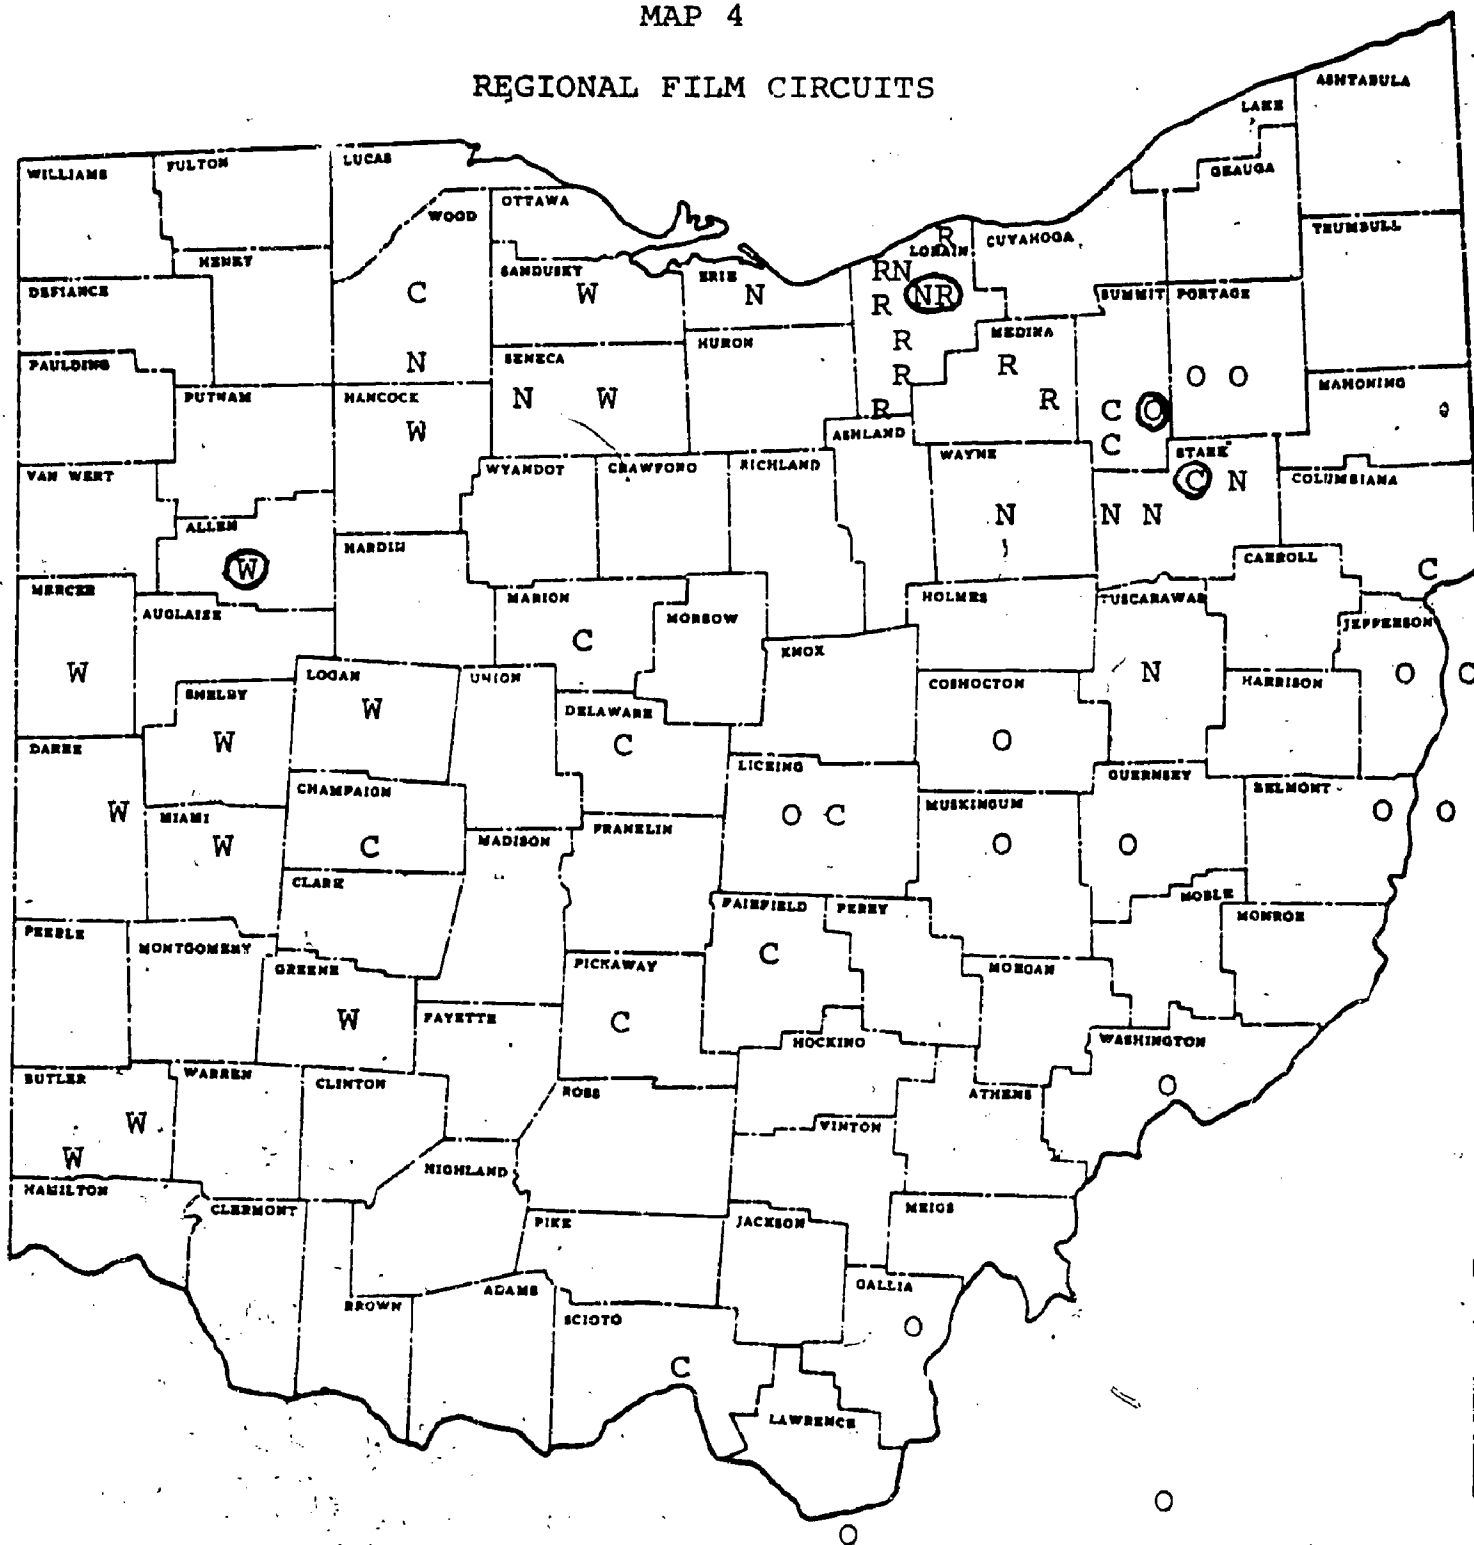 MAP 4
REGIONAL FILM CIRCUITS
ASHTABULA
LAKE
GEAUGA
WILLIAMS
FULTON
LUCAS
WOOD
OTTAWA
R
LORAIN
CUYAHOGA
TRUMBULL
HENRY
SANDUSKY
ERIE
RN
DEFIANCE
C
W
N
NR
SUMMIT
PORTAGE
R
MEDINA
PAULDING
N
SENECA
HURON
R
R
R
O O
MAHONING
PUTNAM
HANCOCK
N
W
R
R
C
O
O
W
ASHLAND
C
WAYNE
STARK
VAN WERT
WYANDOT
CRAWFORD
RICHLAND
C
N
COLUMBIANA
ALLEN
N
N N
HARDIN
W
CARROLL
C
MERCER
AUGLAIZE
MARION
HOLMES
TUSCARAWAS
MORROW
JEFFERSON
C
KNOX
W
LOGAN
UNION
COSHOCTON
N
HARRISON
O
O
SHELBY
W
DELAWARE
W
C
O
DARKE
LICKING
GUERNSEY
BELMONT
CHAMPAIGN
MUSKINGUM
W
MIAMI
FRANKLIN
O C
O
O
W
C
MADISON
O
O
CLARK
FAIRFIELD
PERRY
NOBLE
MONROE
PREBLE
MONTGOMERY
GREENE
PICKAWAY
C
MORGAN
W
FAYETTE
C
HOCKING
WASHINGTON
BUTLER
WARREN
CLINTON
ROSS
ATHENS
O
W
VINTON
W
HIGHLAND
HAMILTON
CLERMONT
PIKE
JACKSON
MEIGS
BROWN
ADAMS
SCIOTO
GALLIA
O
C
LAWRENCE
O
O